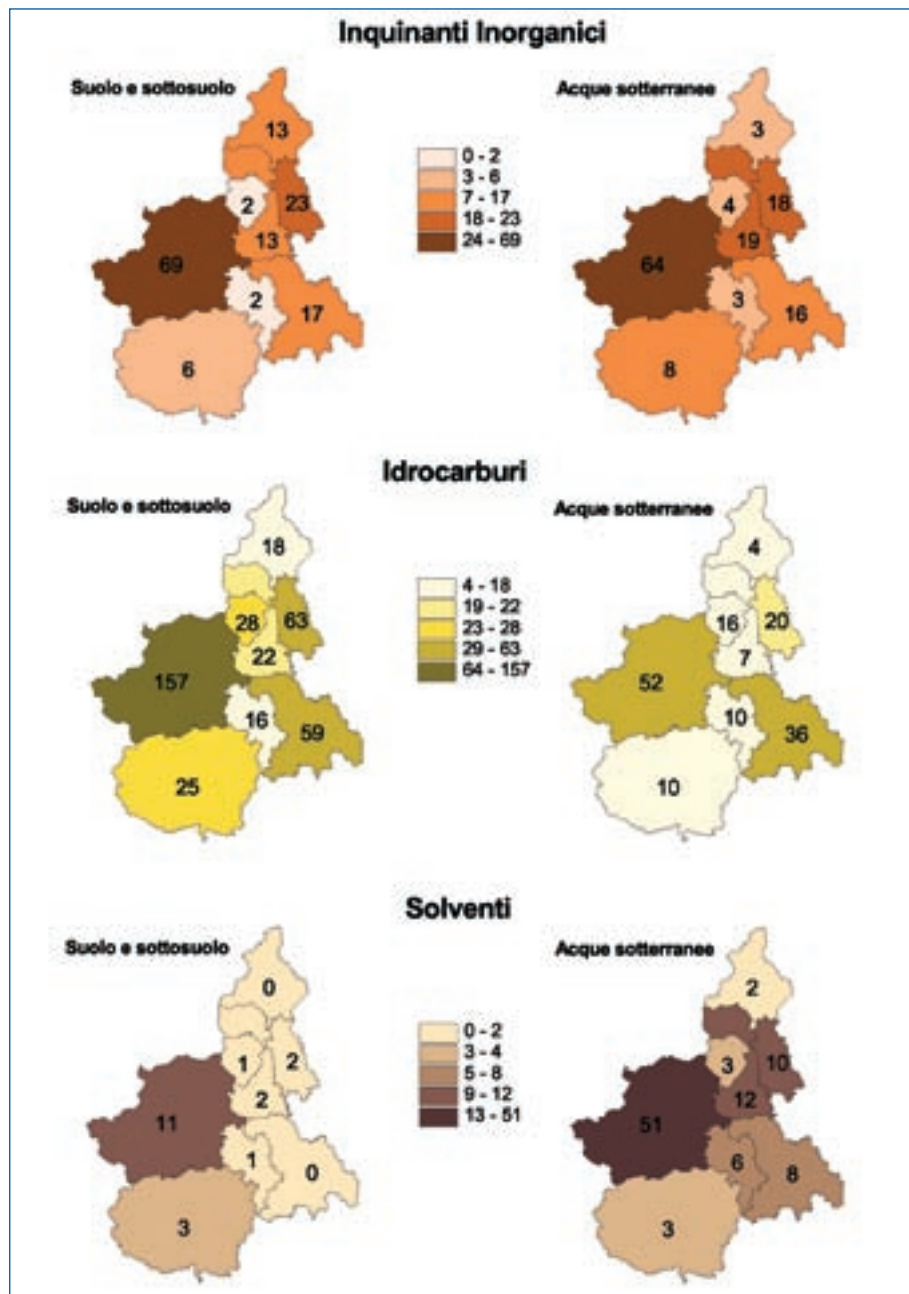 Inquinanti Inorganici
Suolo e sottosuolo
Acque sotterranee
13
2
23
13
69
2
17
6
0 - 2
3 - 6
7 - 17
18 - 23
24 - 69
3
4
18
19
64
3
16
8
Idrocarburi
Suolo e sottosuolo
Acque sotterranee
18
28
63
22
157
16
59
25
4 - 18
19 - 22
23 - 28
29 - 63
64 - 157
4
16
20
7
52
10
36
10
Solventi
Suolo e sottosuolo
Acque sotterranee
0
1
2
2
11
1
0
3
0 - 2
3 - 4
5 - 8
9 - 12
13 - 51
2
3
10
12
51
6
8
3